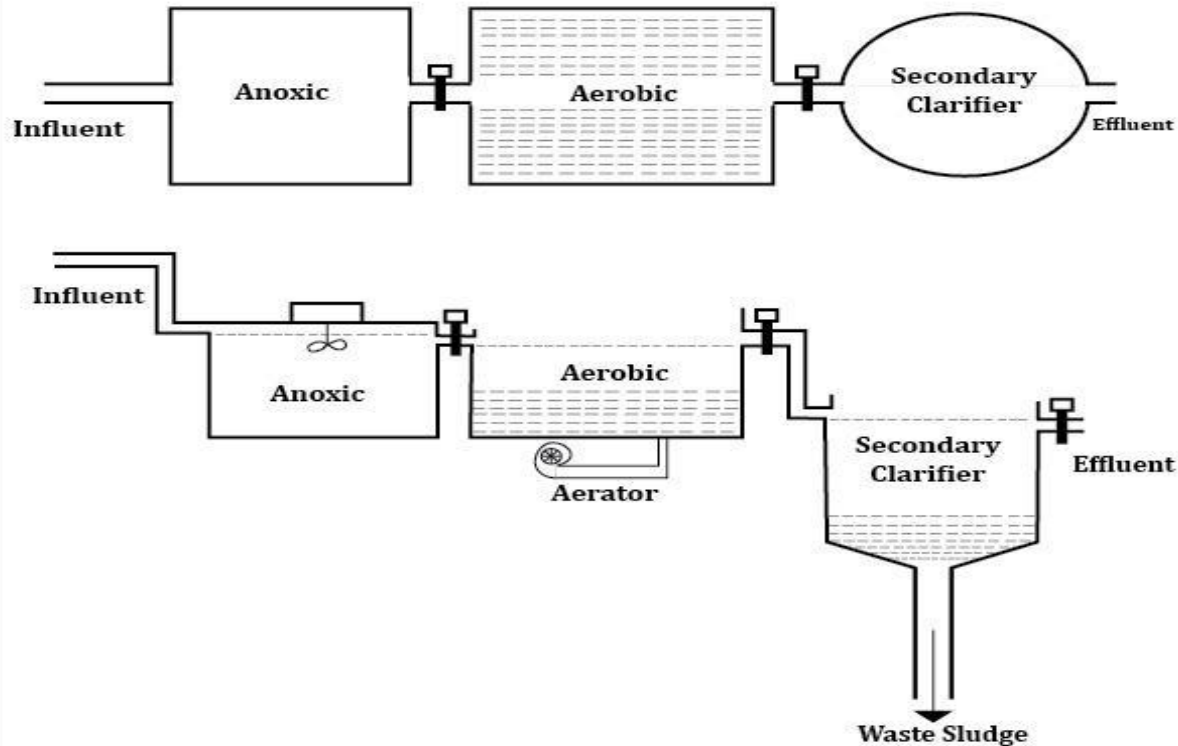 Anoxic
Aerobic
Secondary
Clarifier
Influent
Effluent
Influent
Anoxic
Aerobic
Aerator
Secondary
Clarifier
Effluent
Waste Sludge